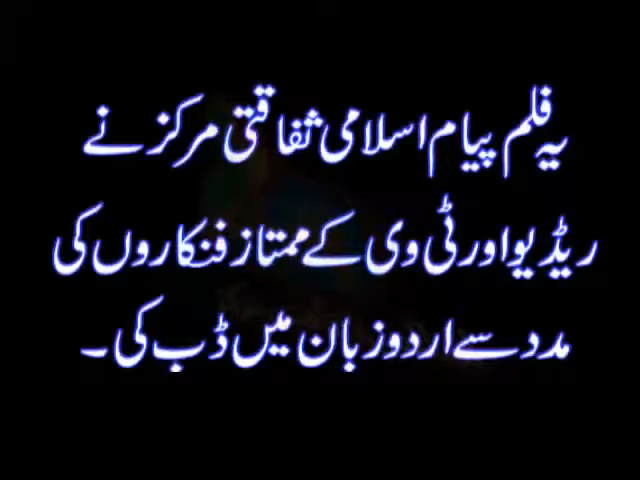 یہ فلم پیام اسلامی ثقافتی مرکز نے
ریڈیو اور ٹی وی کے ممتاز فنکاروں کی
مدد سے اردو زبان میں ڈب کی ۔